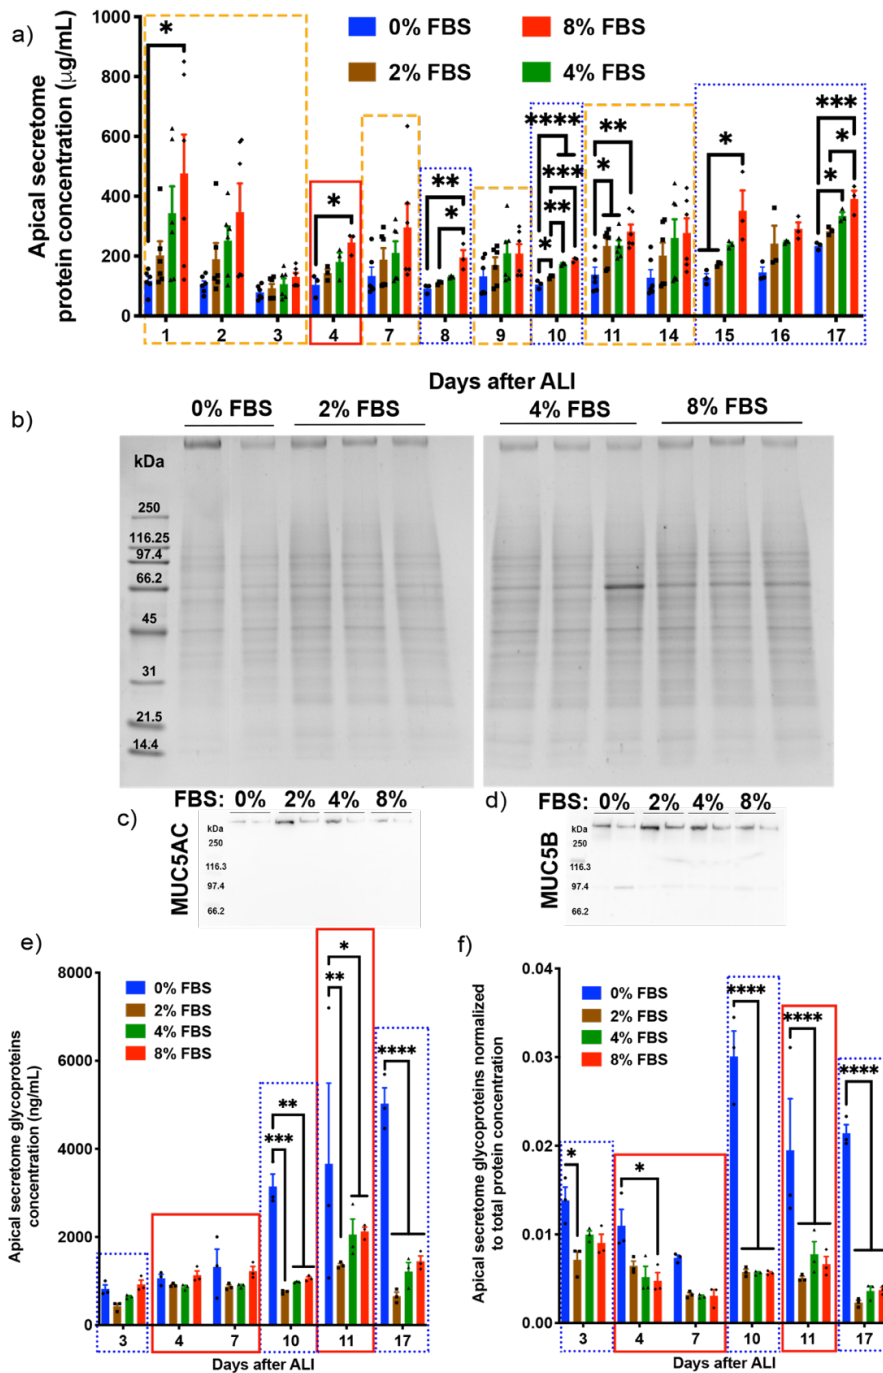 a)
Apical secretome
protein concentration (μg/mL)
1000
800
600
400
200
0
0% FBS
8% FBS
2% FBS
4% FBS
*
*
**
*
****
***
**
*
**
*
*
***
*
*
1 2 3 4 7 8 9 10 11 14 15 16 17
Days after ALI
b)
0% FBS 2% FBS 4% FBS 8% FBS
kDa
250
116.25
97.4
66.2
45
31
21.5
14.4
c)
FBS: 0% 2% 4% 8%
MUC5AC
kDa
250
116.3
97.4
66.2
d)
FBS: 0% 2% 4% 8%
MUC5B
kDa
250
116.3
97.4
66.2
e)
Apical secretome glycoproteins
concentration (ng/mL)
8000
6000
4000
2000
0
0% FBS
2% FBS
4% FBS
8% FBS
***
**
**
*
****
3 4 7 10 11 17
Days after ALI
f)
Apical secretome glycoproteins normalized
to total protein concentration
0.04
0.03
0.02
0.01
0.00
0% FBS
2% FBS
4% FBS
8% FBS
*
*
****
****
****
3 4 7 10 11 17
Days after ALI